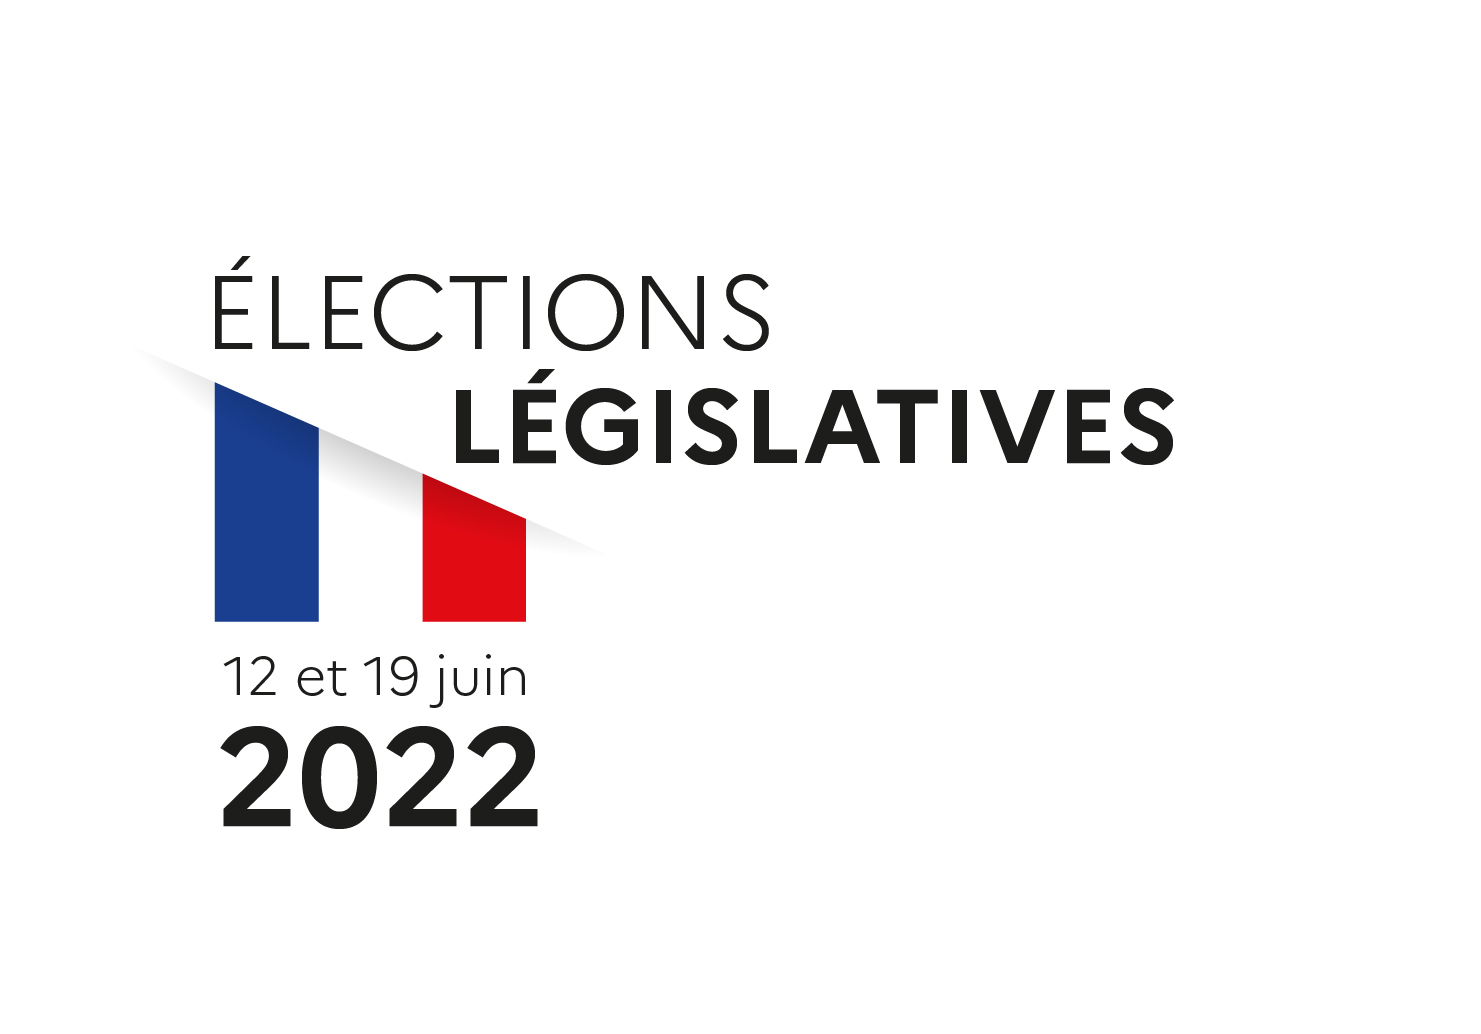 ÉLECTIONS
LÉGISLATIVES
12 et 19 juin
2022